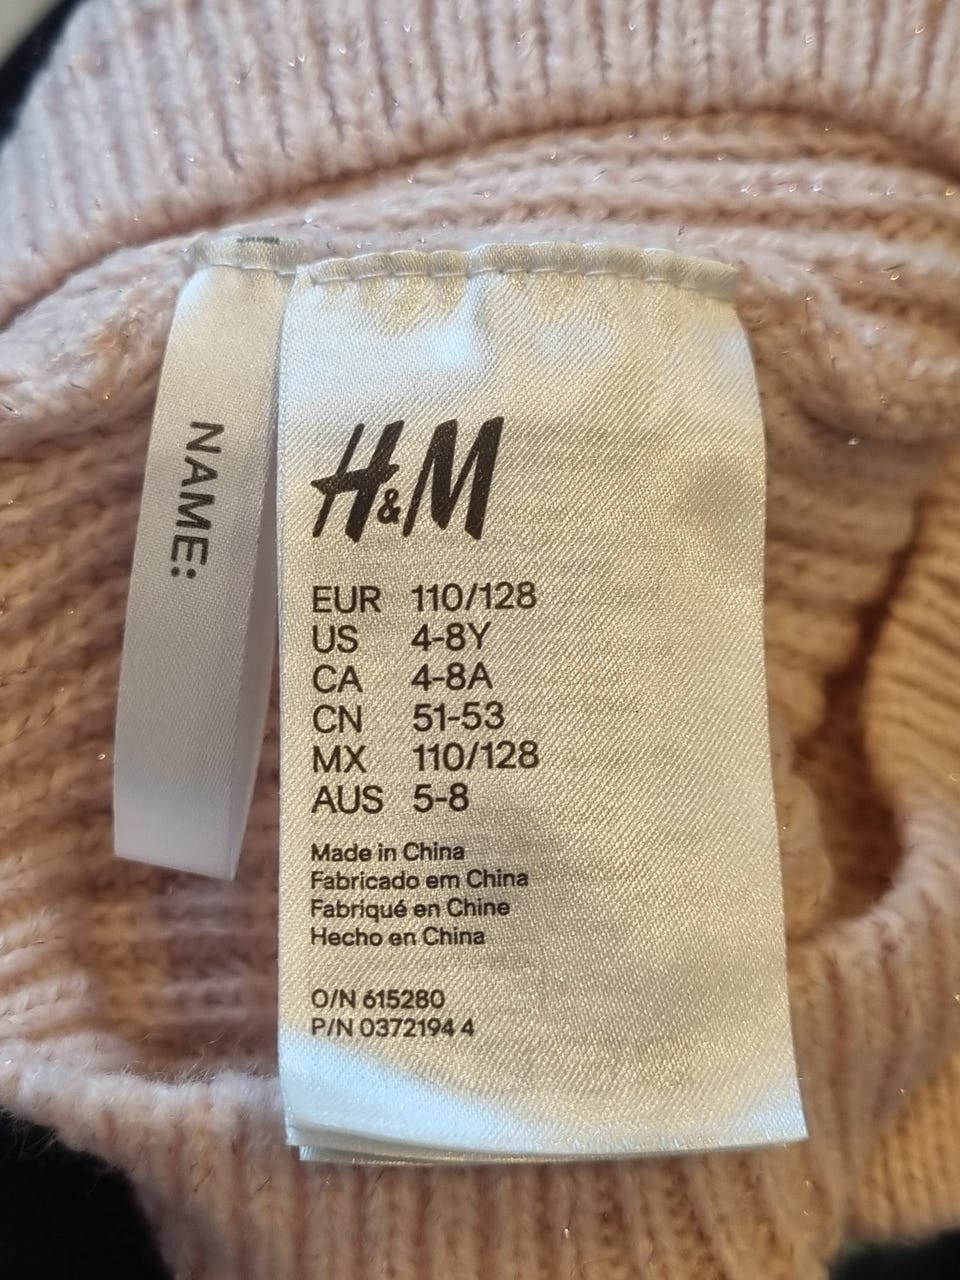 NAME:
H&M
EUR 110/128
US 4-8Y
CA 4-8A
CN 51-53
MX 110/128
AUS 5-8
Made in China
Fabricado em China
Fabriqué en Chine
Hecho en China
O/N 615280
P/N 0372194 4